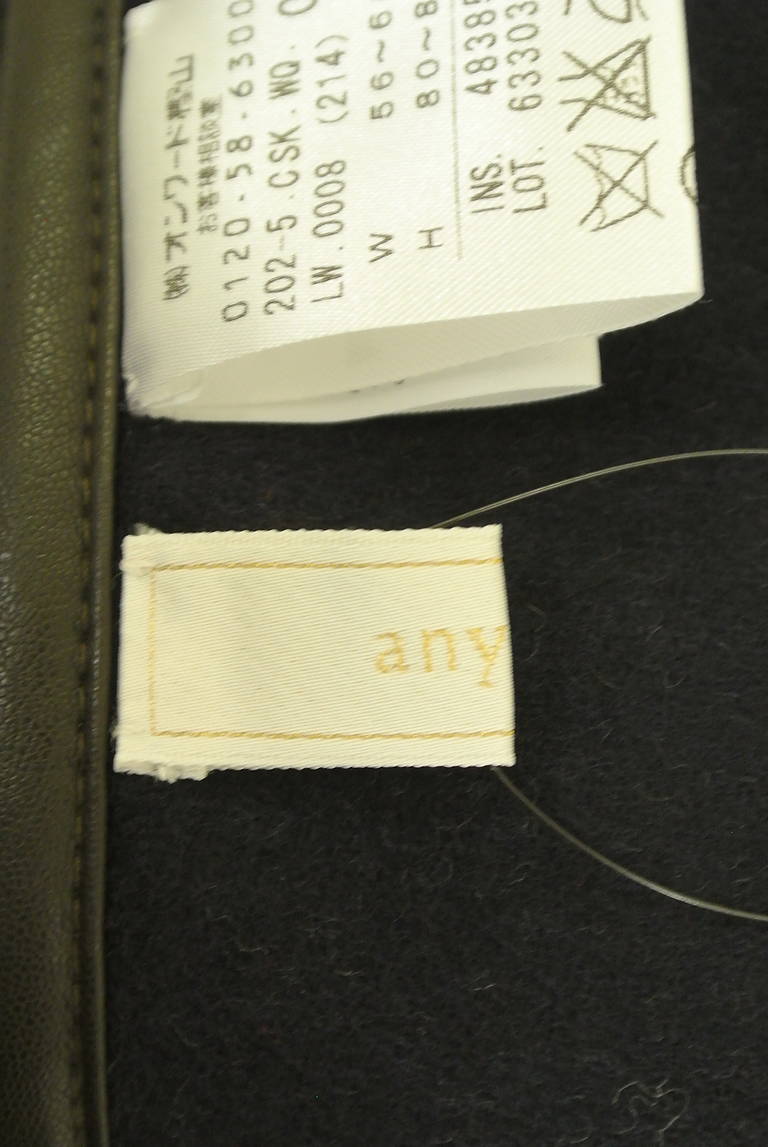 ㈱オンワード樫山
お客様相談室
0120-58-6300
202-5.CSK.WQ.
LW.0008 (214)
W 56~6
H 80~8
INS. 4838
LOT. 63303
any